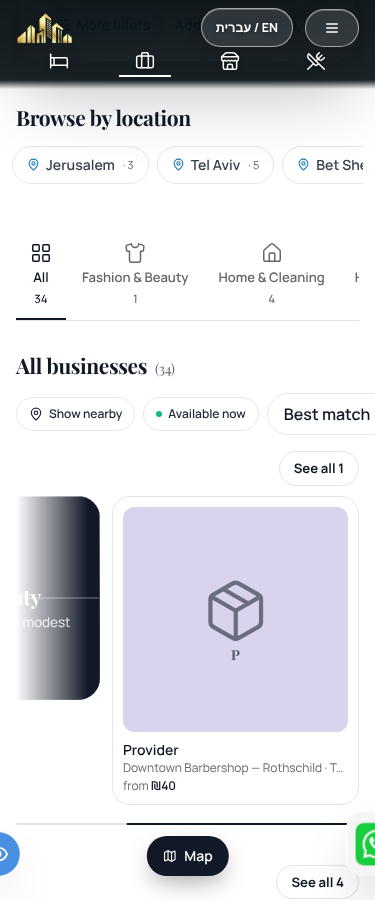 More filters
עברית / EN
Browse by location
Jerusalem · 3
Tel Aviv · 5
Bet She
All
34
Fashion & Beauty
1
Home & Cleaning
4
All businesses (34)
Show nearby
Available now
Best match
See all 1
uty
modest
P
Provider
Downtown Barbershop — Rothschild · T...
from ₪40
Map
See all 4